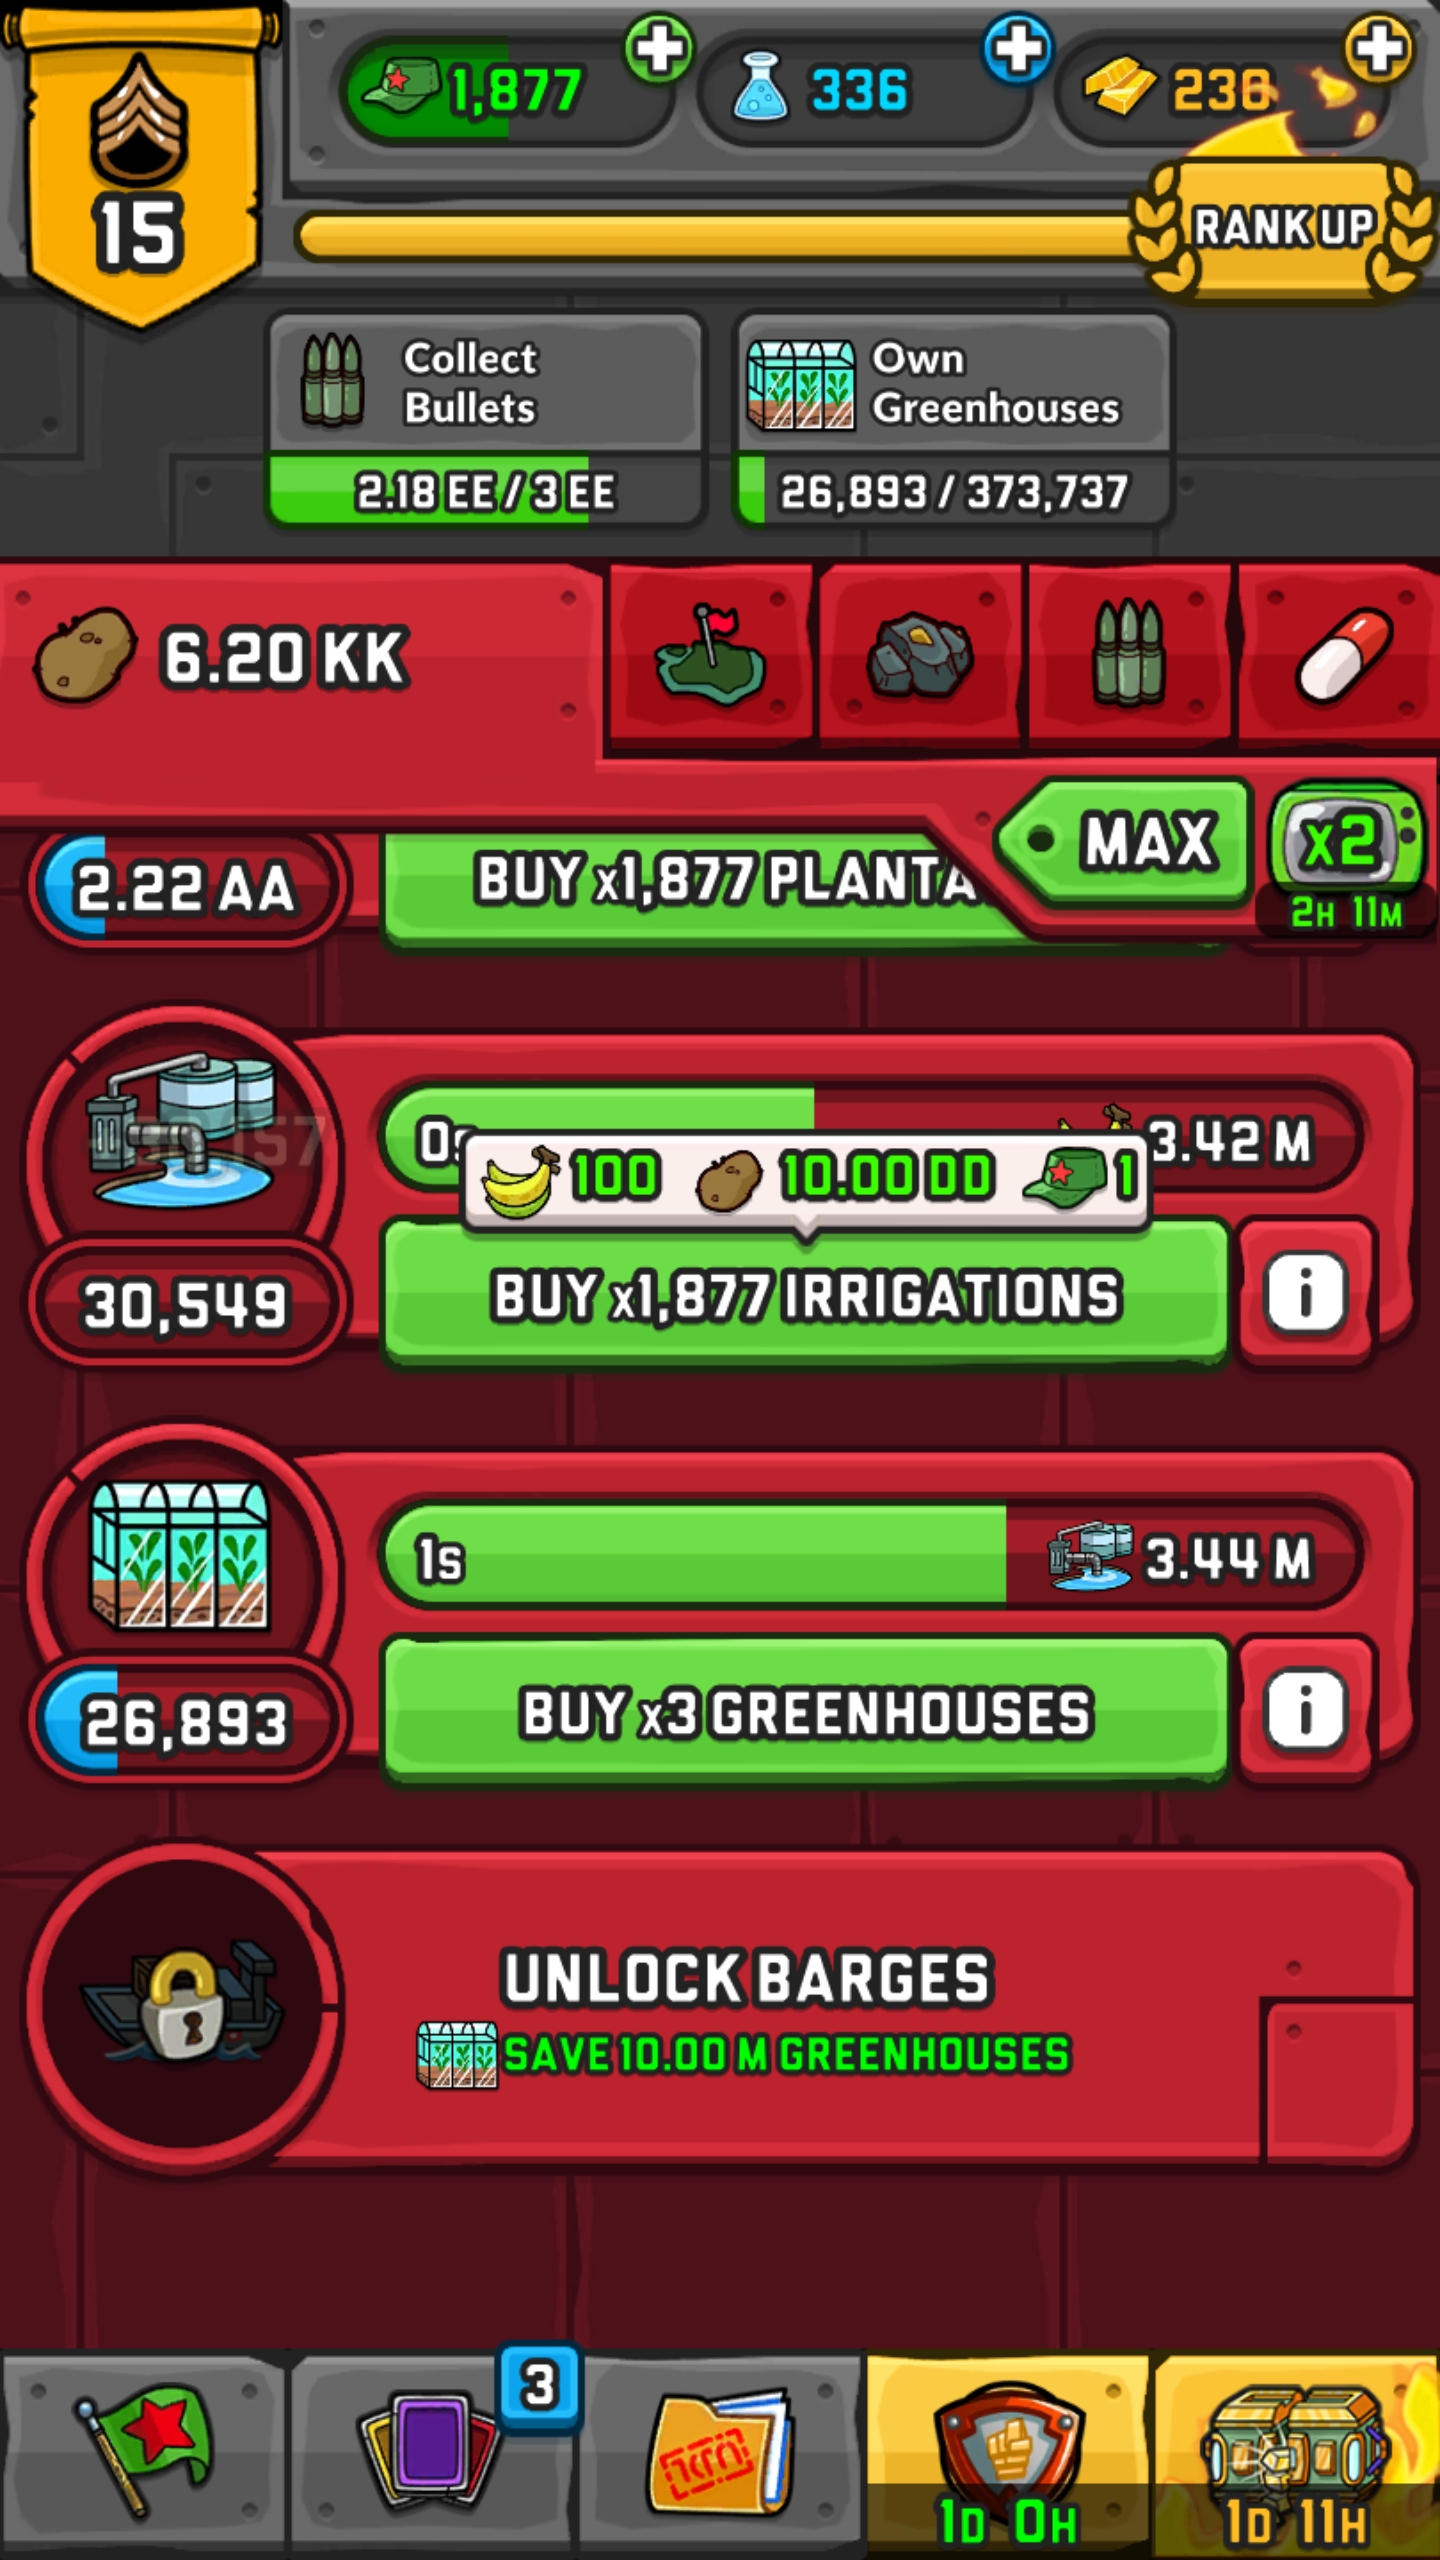 1,877
336
238
15
RANK UP
Collect
Bullets
Own
Greenhouses
2.18 EE / 3 EE
26,893 / 373,737
6.20 KK
MAX
x2
2H 11M
2.22 AA
BUY x1,877 PLANTA
0s
3.42 M
100
10.00 DD
1
30,549
BUY x1,877 IRRIGATIONS
i
1s
3.44 M
26,893
BUY x3 GREENHOUSES
i
UNLOCK BARGES
SAVE 10.00 M GREENHOUSES
3
1D 0H
1D 11H